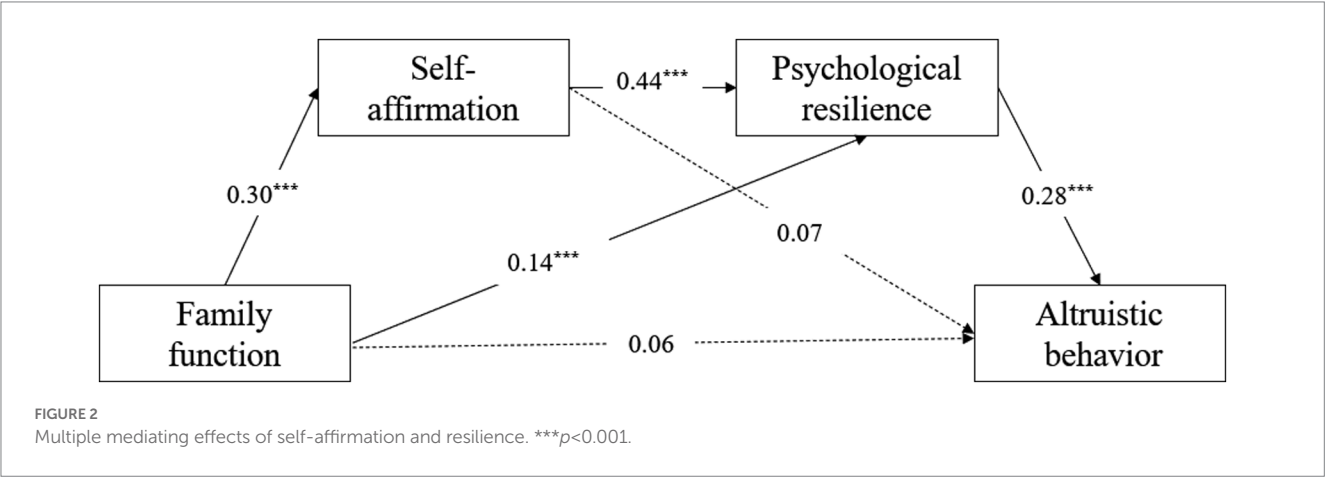 Self-
affirmation
0.44***
Psychological
resilience
0.30***
0.28***
0.07
0.14***
Family
function
0.06
Altruistic
behavior
FIGURE 2
Multiple mediating effects of self-affirmation and resilience. ***p<0.001.